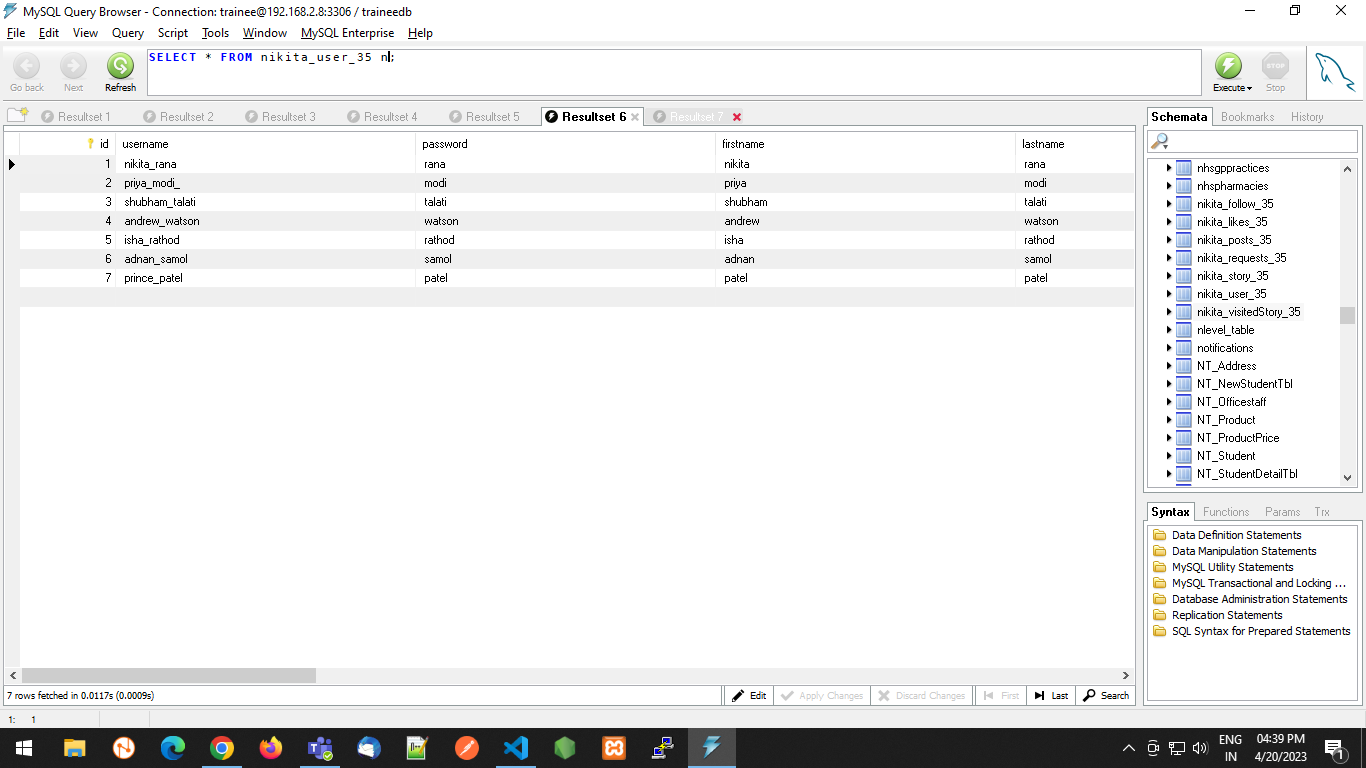 MySQL Query Browser - Connection: trainee@192.168.2.8:3306 / traineedb
File Edit View Query Script Tools Window MySQL Enterprise Help
SELECT * FROM nikita_user_35 n;
Go back Next Refresh Execute Stop
STOP
Resultset 1 Resultset 2 Resultset 3 Resultset 4 Resultset 5 Resultset 6 Resultset 7
id username password firstname lastname
1 nikita_rana rana nikita rana
2 priya_modi_ modi priya modi
3 shubham_talati talati shubham talati
4 andrew_watson watson andrew watson
5 isha_rathod rathod isha rathod
6 adnan_samol samol adnan samol
7 prince_patel patel patel patel
7 rows fetched in 0.0117s (0.0009s)
Edit Apply Changes Discard Changes First Last Search
1: 1
Schemata Bookmarks History
nhsgppractices
nhspharmacies
nikita_follow_35
nikita_likes_35
nikita_posts_35
nikita_requests_35
nikita_story_35
nikita_user_35
nikita_visitedStory_35
nlevel_table
notifications
NT_Address
NT_NewStudentTbl
NT_Officestaff
NT_Product
NT_ProductPrice
NT_Student
NT_StudentDetailTbl
Syntax Functions Params Trx
Data Definition Statements
Data Manipulation Statements
MySQL Utility Statements
MySQL Transactional and Locking ...
Database Administration Statements
Replication Statements
SQL Syntax for Prepared Statements
ENG
IN
04:39 PM
4/20/2023
1